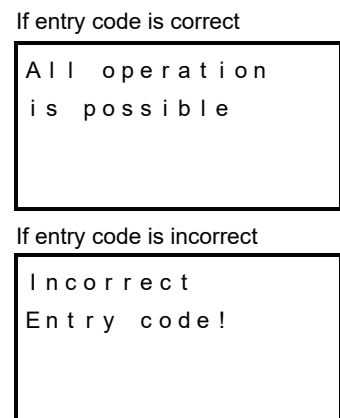 If entry code is correct
All operation
is possible
If entry code is incorrect
Incorrect
Entry code!